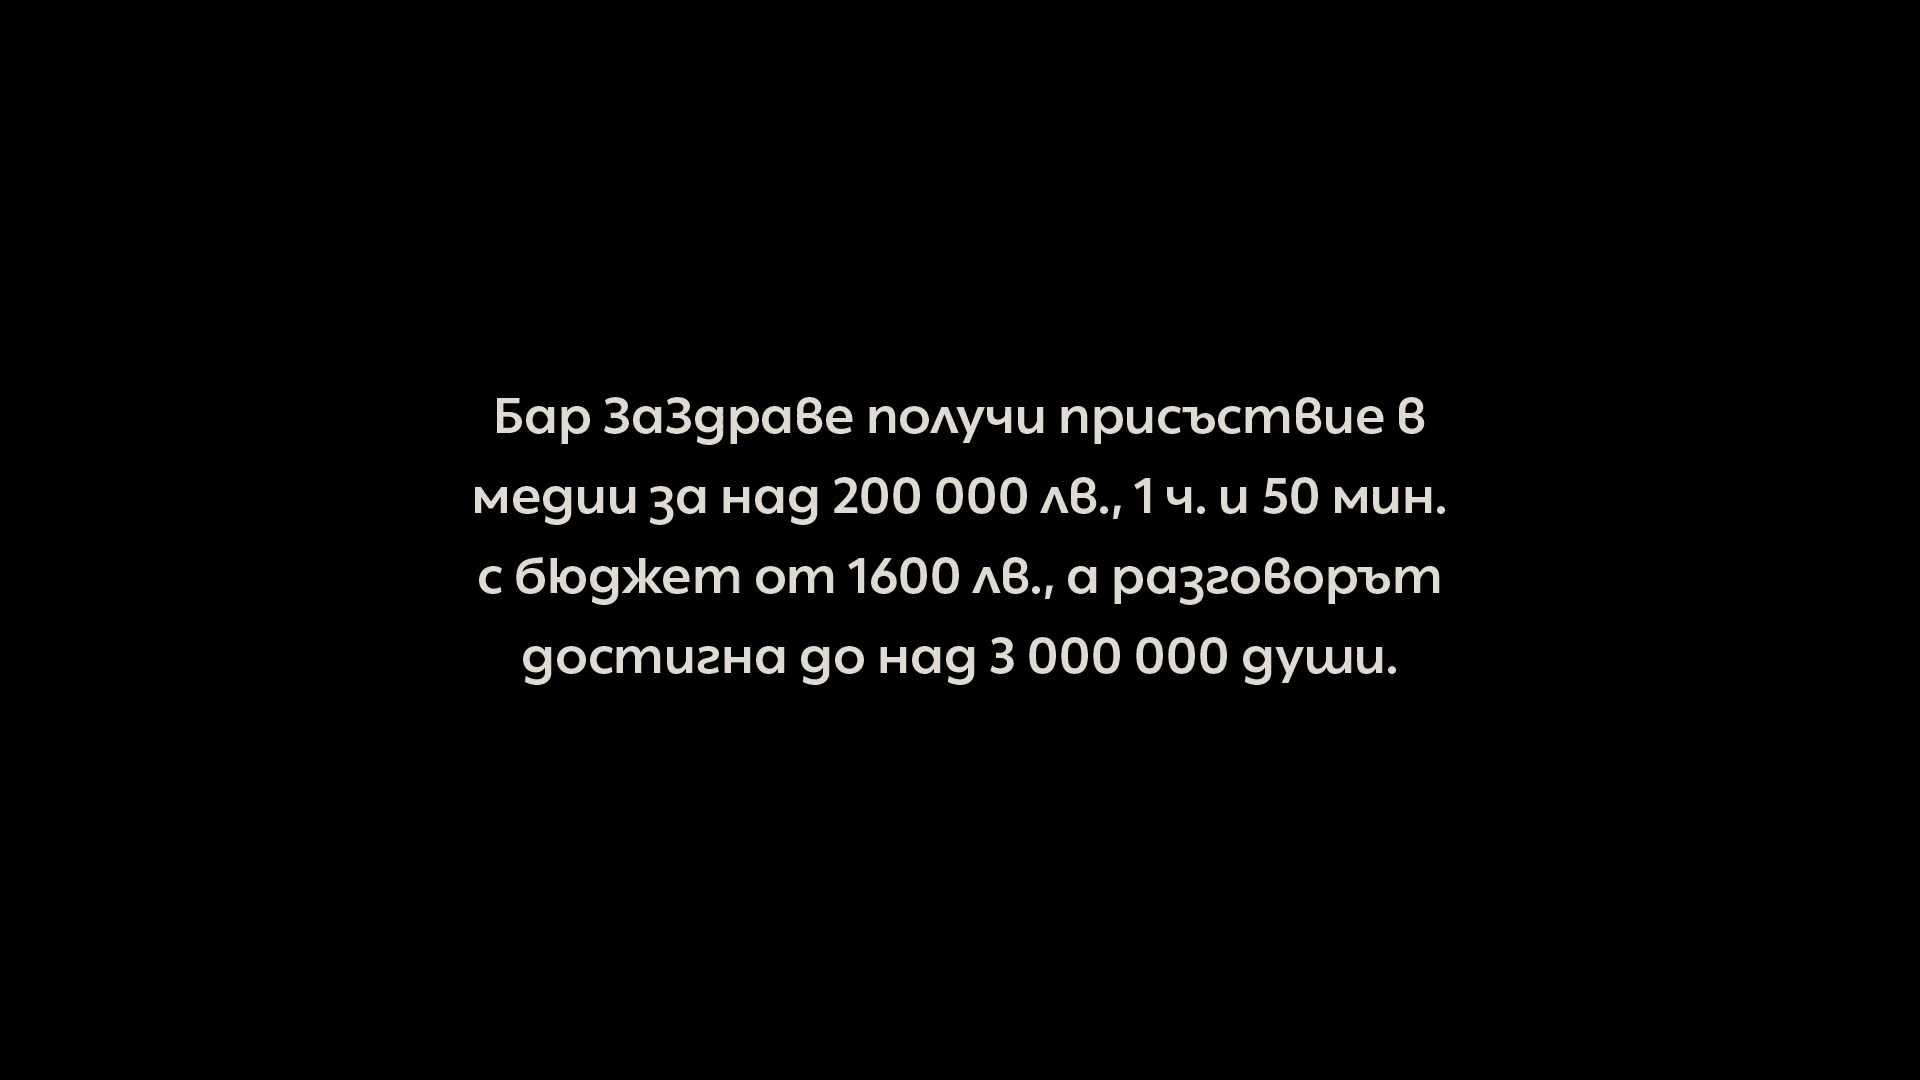 Бар ЗаЗдраве получи присъствие в
медии за над 200 000 лв., 1 ч. и 50 мин.
с бюджет от 1600 лв., а разговорът
достигна до над 3 000 000 души.